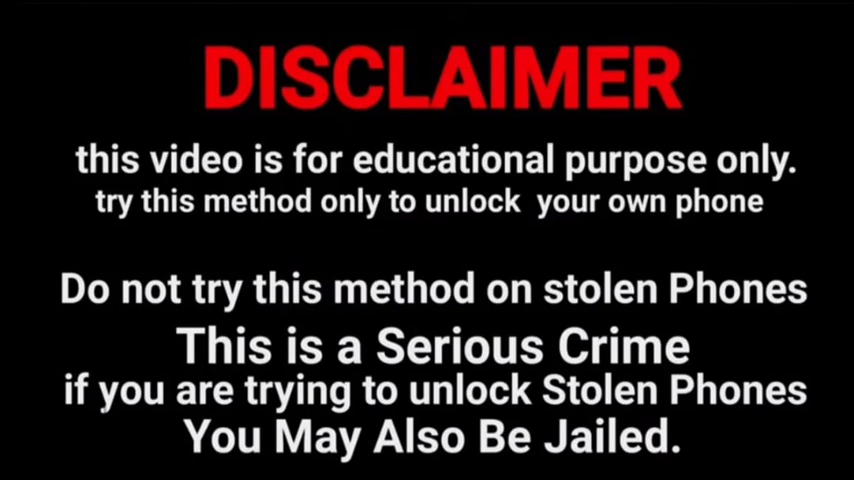 DISCLAIMER
this video is for educational purpose only.
try this method only to unlock your own phone
Do not try this method on stolen Phones
This is a Serious Crime
if you are trying to unlock Stolen Phones
You May Also Be Jailed.